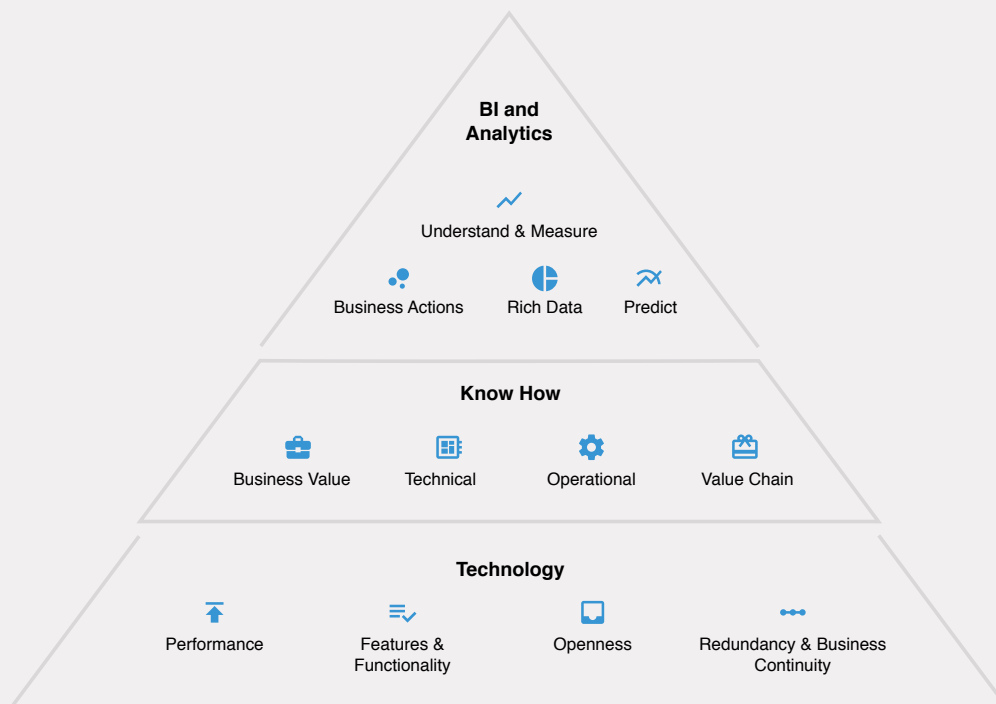 BI and
Analytics
Understand & Measure
Business Actions
Rich Data
Predict
Know How
Business Value
Technical
Operational
Value Chain
Technology
Performance
Features &
Functionality
Openness
Redundancy & Business
Continuity